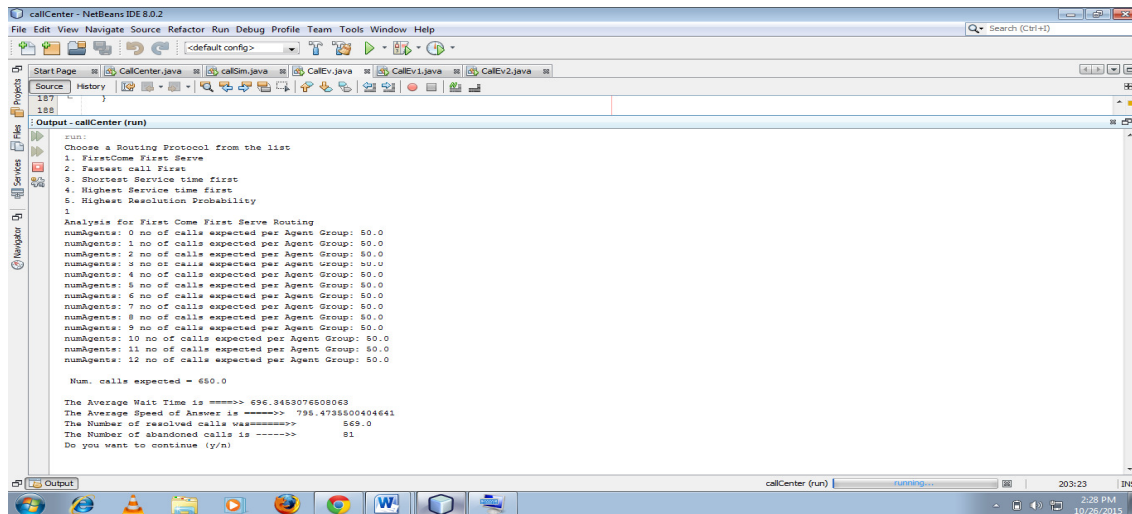 callCenter - NetBeans IDE 8.0.2
File Edit View Navigate Source Refactor Run Debug Profile Team Tools Window Help
Search (Ctrl+I)
<default config>
Start Page CallCenter.java callSim.java CallEv.java CallEv1.java CallEv2.java
Source History
Projects
Files
Services
Navigator
187 }
188
Output - callCenter (run)
run:
Choose a Routing Protocol from the list
1. FirstCome First Serve
2. Fastest call First
3. Shortest Service time first
4. Highest Service time first
5. Highest Resolution Probability
1
Analysis for First Come First Serve Routing
numAgents: 0 no of calls expected per Agent Group: 50.0
numAgents: 1 no of calls expected per Agent Group: 50.0
numAgents: 2 no of calls expected per Agent Group: 50.0
numAgents: 3 no of calls expected per Agent Group: 50.0
numAgents: 4 no of calls expected per Agent Group: 50.0
numAgents: 5 no of calls expected per Agent Group: 50.0
numAgents: 6 no of calls expected per Agent Group: 50.0
numAgents: 7 no of calls expected per Agent Group: 50.0
numAgents: 8 no of calls expected per Agent Group: 50.0
numAgents: 9 no of calls expected per Agent Group: 50.0
numAgents: 10 no of calls expected per Agent Group: 50.0
numAgents: 11 no of calls expected per Agent Group: 50.0
numAgents: 12 no of calls expected per Agent Group: 50.0
Num. calls expected = 650.0
The Average Wait Time is ====>> 696.3453076508063
The Average Speed of Answer is =====>> 795.4735500404641
The Number of resolved calls was======>> 569.0
The Number of abandoned calls is ----->> 81
Do you want to continue (y/n)
Output
callCenter (run) running... 203:23 INS
2:28 PM
10/26/2015